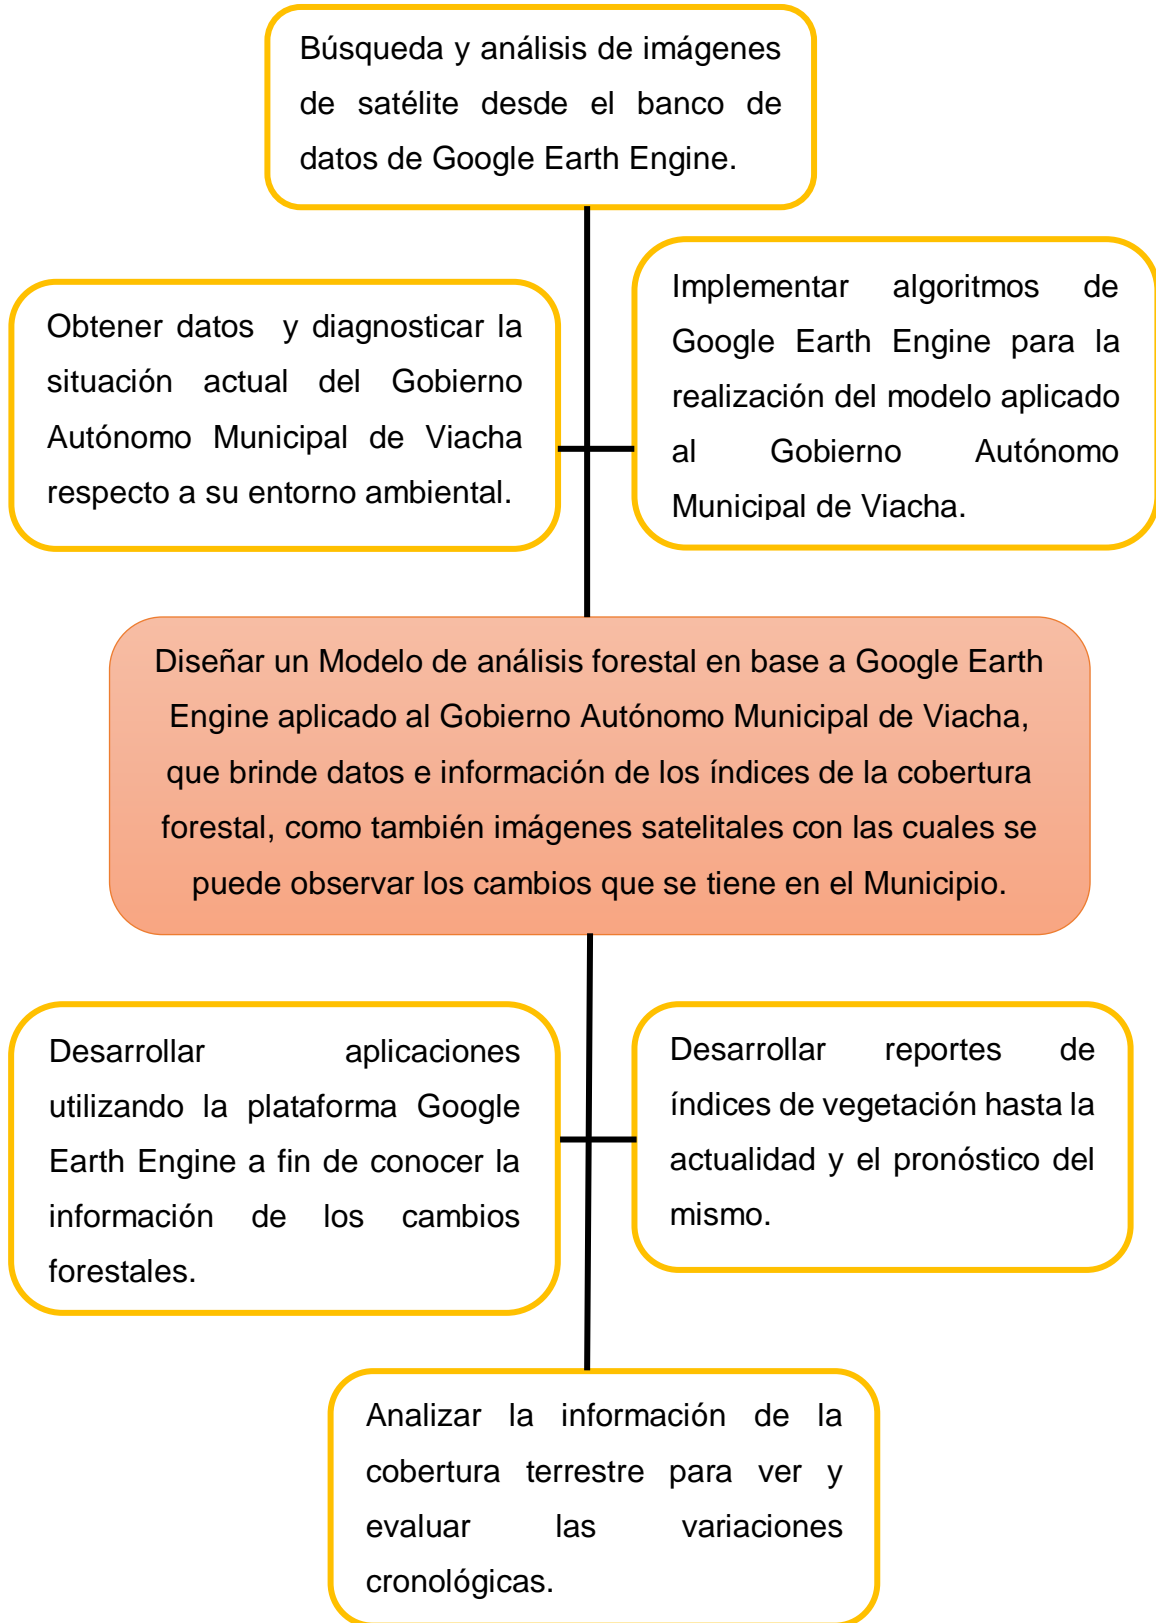 Búsqueda y análisis de imágenes
de satélite desde el banco de
datos de Google Earth Engine.
Obtener datos y diagnosticar la
situación actual del Gobierno
Autónomo Municipal de Viacha
respecto a su entorno ambiental.
Implementar algoritmos de
Google Earth Engine para la
realización del modelo aplicado
al Gobierno Autónomo
Municipal de Viacha.
Diseñar un Modelo de análisis forestal en base a Google Earth
Engine aplicado al Gobierno Autónomo Municipal de Viacha,
que brinde datos e información de los índices de la cobertura
forestal, como también imágenes satelitales con las cuales se
puede observar los cambios que se tiene en el Municipio.
Desarrollar aplicaciones
utilizando la plataforma Google
Earth Engine a fin de conocer la
información de los cambios
forestales.
Desarrollar reportes de
índices de vegetación hasta la
actualidad y el pronóstico del
mismo.
Analizar la información de la
cobertura terrestre para ver y
evaluar las variaciones
cronológicas.